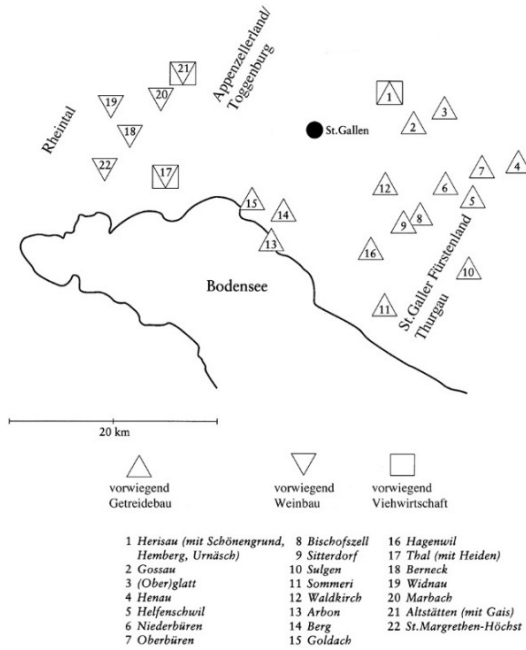 Appenzellerland/
Toggenburg
Rheintal
21
20
19
18
22
17
1
3
2
St.Gallen
4
7
12
6
5
15
14
8
9
13
16
10
11
St.Galler Fürstenland
Thurgau
Bodensee
20 km
vorwiegend
Getreidebau
vorwiegend
Weinbau
vorwiegend
Viehwirtschaft
1 Herisau (mit Schönengrund,
Hemberg, Urnäsch)
2 Gossau
3 (Ober)glatt
4 Henau
5 Helfenschwil
6 Niederbüren
7 Oberbüren
8 Bischofszell
9 Sitterdorf
10 Sulgen
11 Sommeri
12 Waldkirch
13 Arbon
14 Berg
15 Goldach
16 Hagenwil
17 Thal (mit Heiden)
18 Berneck
19 Widnau
20 Marbach
21 Altstätten (mit Gais)
22 St.Margrethen-Höchst